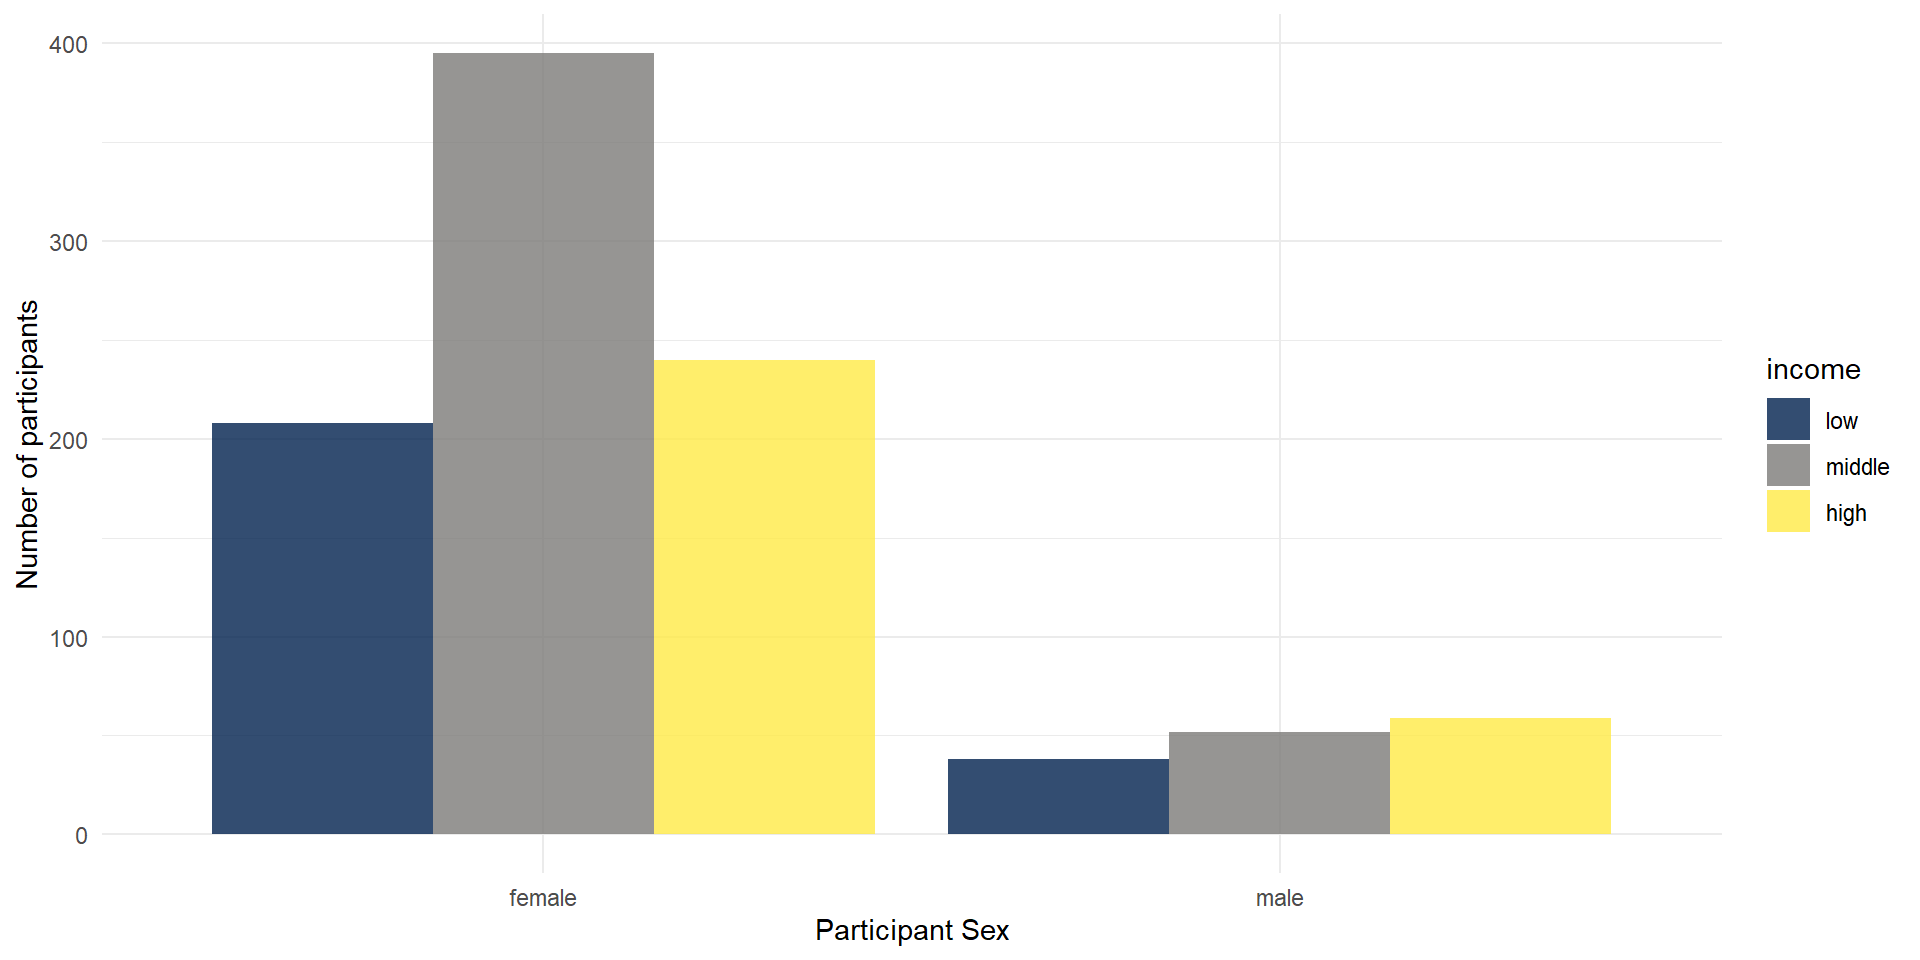 Number of participants
400
300
200
100
0
female
male
Participant Sex
income
low
middle
high